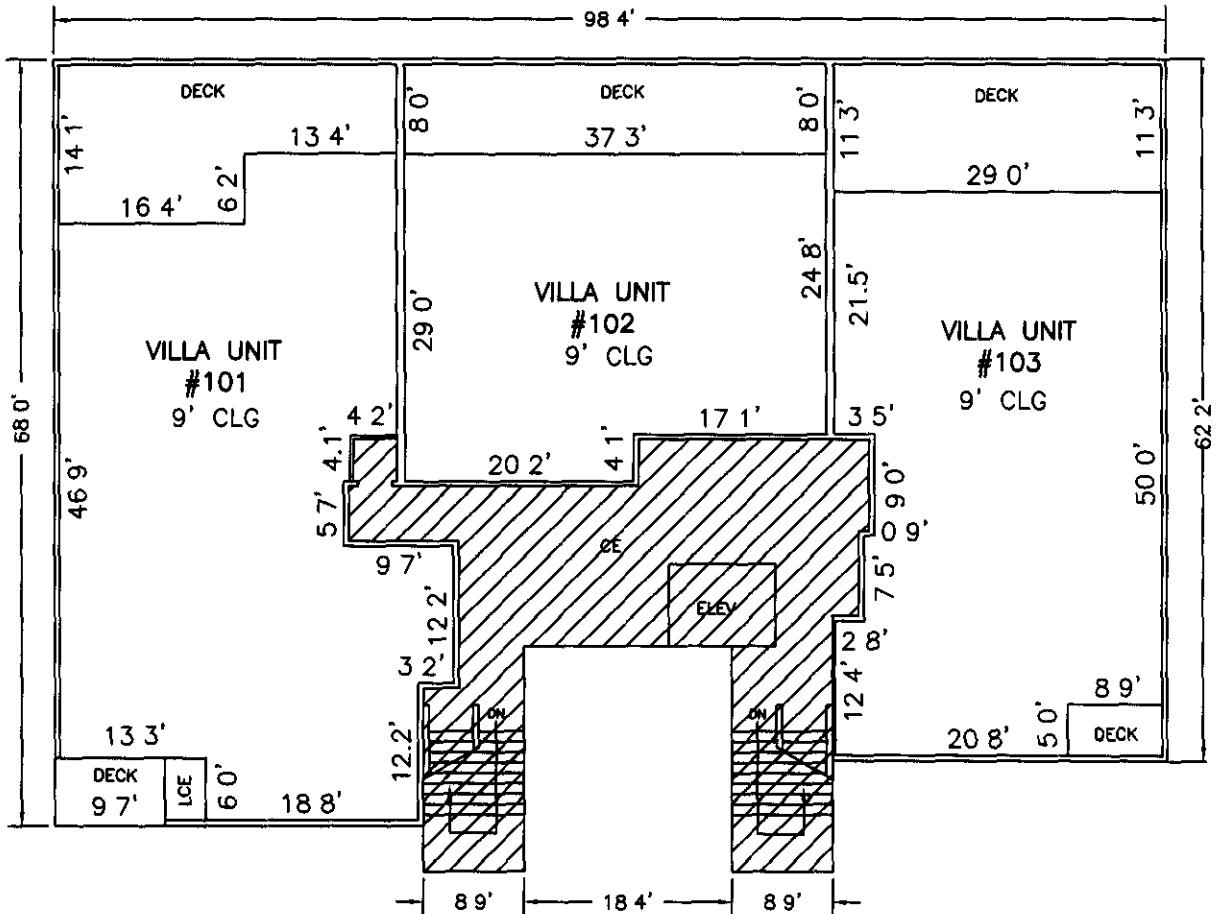 98 4'
DECK
DECK
DECK
14 1'
13 4'
8 0'
37 3'
8 0'
11 3'
11 3'
16 4'
6 2'
29 0'
VILLA UNIT
#101
9' CLG
29 0'
VILLA UNIT
#102
9' CLG
24 8'
21.5'
VILLA UNIT
#103
9' CLG
68 0'
62 2'
46 9'
4 2'
4.1'
5 7'
9 7'
20 2'
4 1'
17 1'
3 5'
9 0'
0 9'
7 5'
50 0'
CE
ELEV
12 2'
3 2'
2 8'
12 4'
12.2'
DN
DN
13 3'
DECK
9 7'
LCE
6 0'
18 8'
20 8'
5 0'
8 9'
DECK
8 9'
18 4'
8 9'